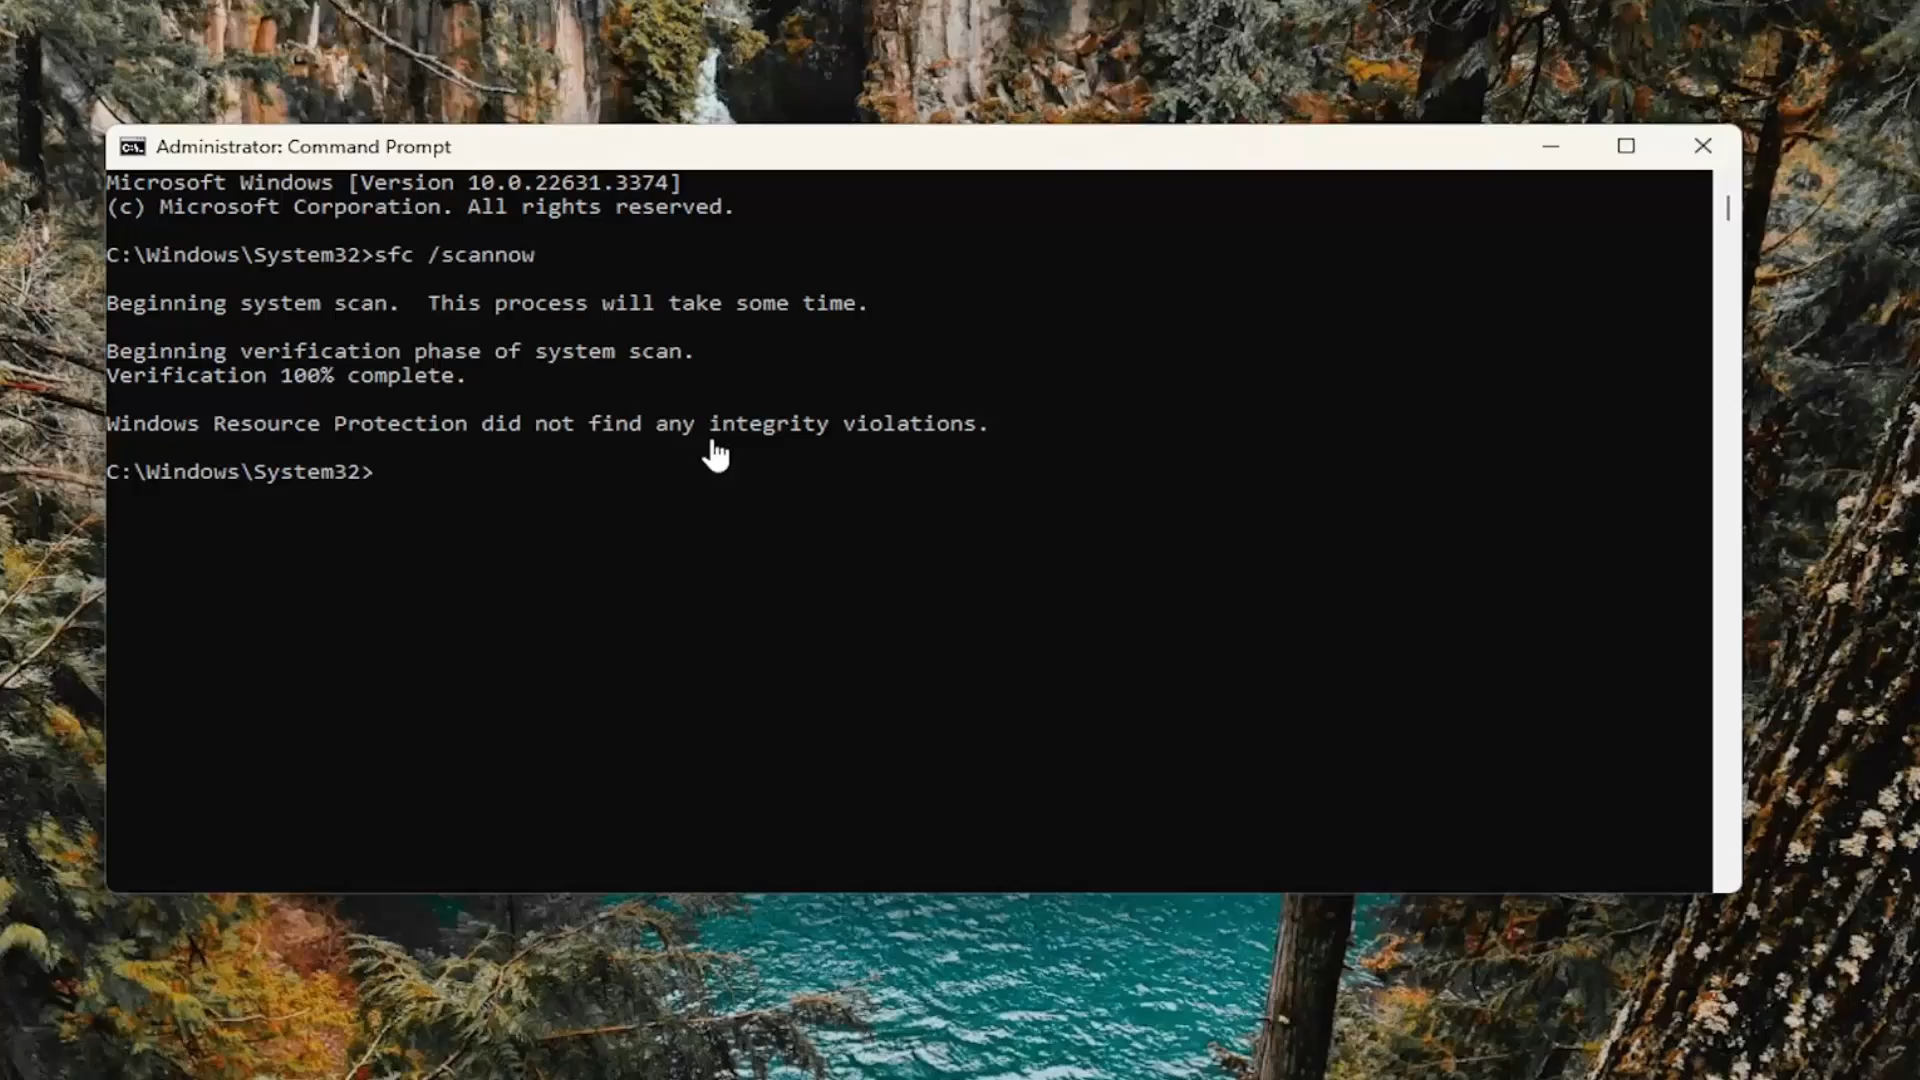 Administrator: Command Prompt
Microsoft Windows [Version 10.0.22631.3374]
(c) Microsoft Corporation. All rights reserved.
C:\Windows\System32>sfc /scannow
Beginning system scan.  This process will take some time.
Beginning verification phase of system scan.
Verification 100% complete.
Windows Resource Protection did not find any integrity violations.
C:\Windows\System32>